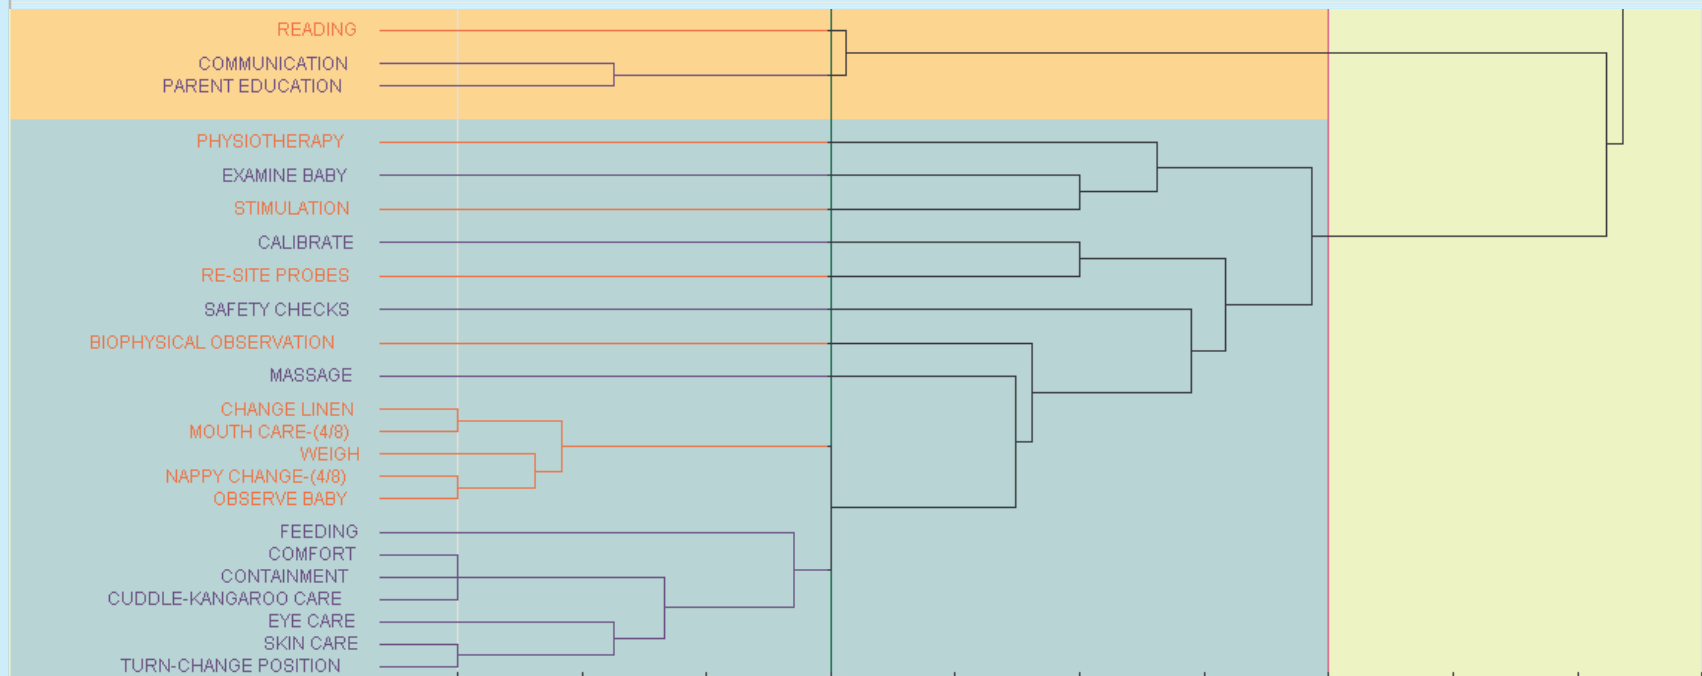 READING
COMMUNICATION
PARENT EDUCATION
PHYSIOTHERAPY
EXAMINE BABY
STIMULATION
CALIBRATE
RE-SITE PROBES
SAFETY CHECKS
BIOPHYSICAL OBSERVATION
MASSAGE
CHANGE LINEN
MOUTH CARE-(4/8)
WEIGH
NAPPY CHANGE-(4/8)
OBSERVE BABY
FEEDING
COMFORT
CONTAINMENT
CUDDLE-KANGAROO CARE
EYE CARE
SKIN CARE
TURN-CHANGE POSITION